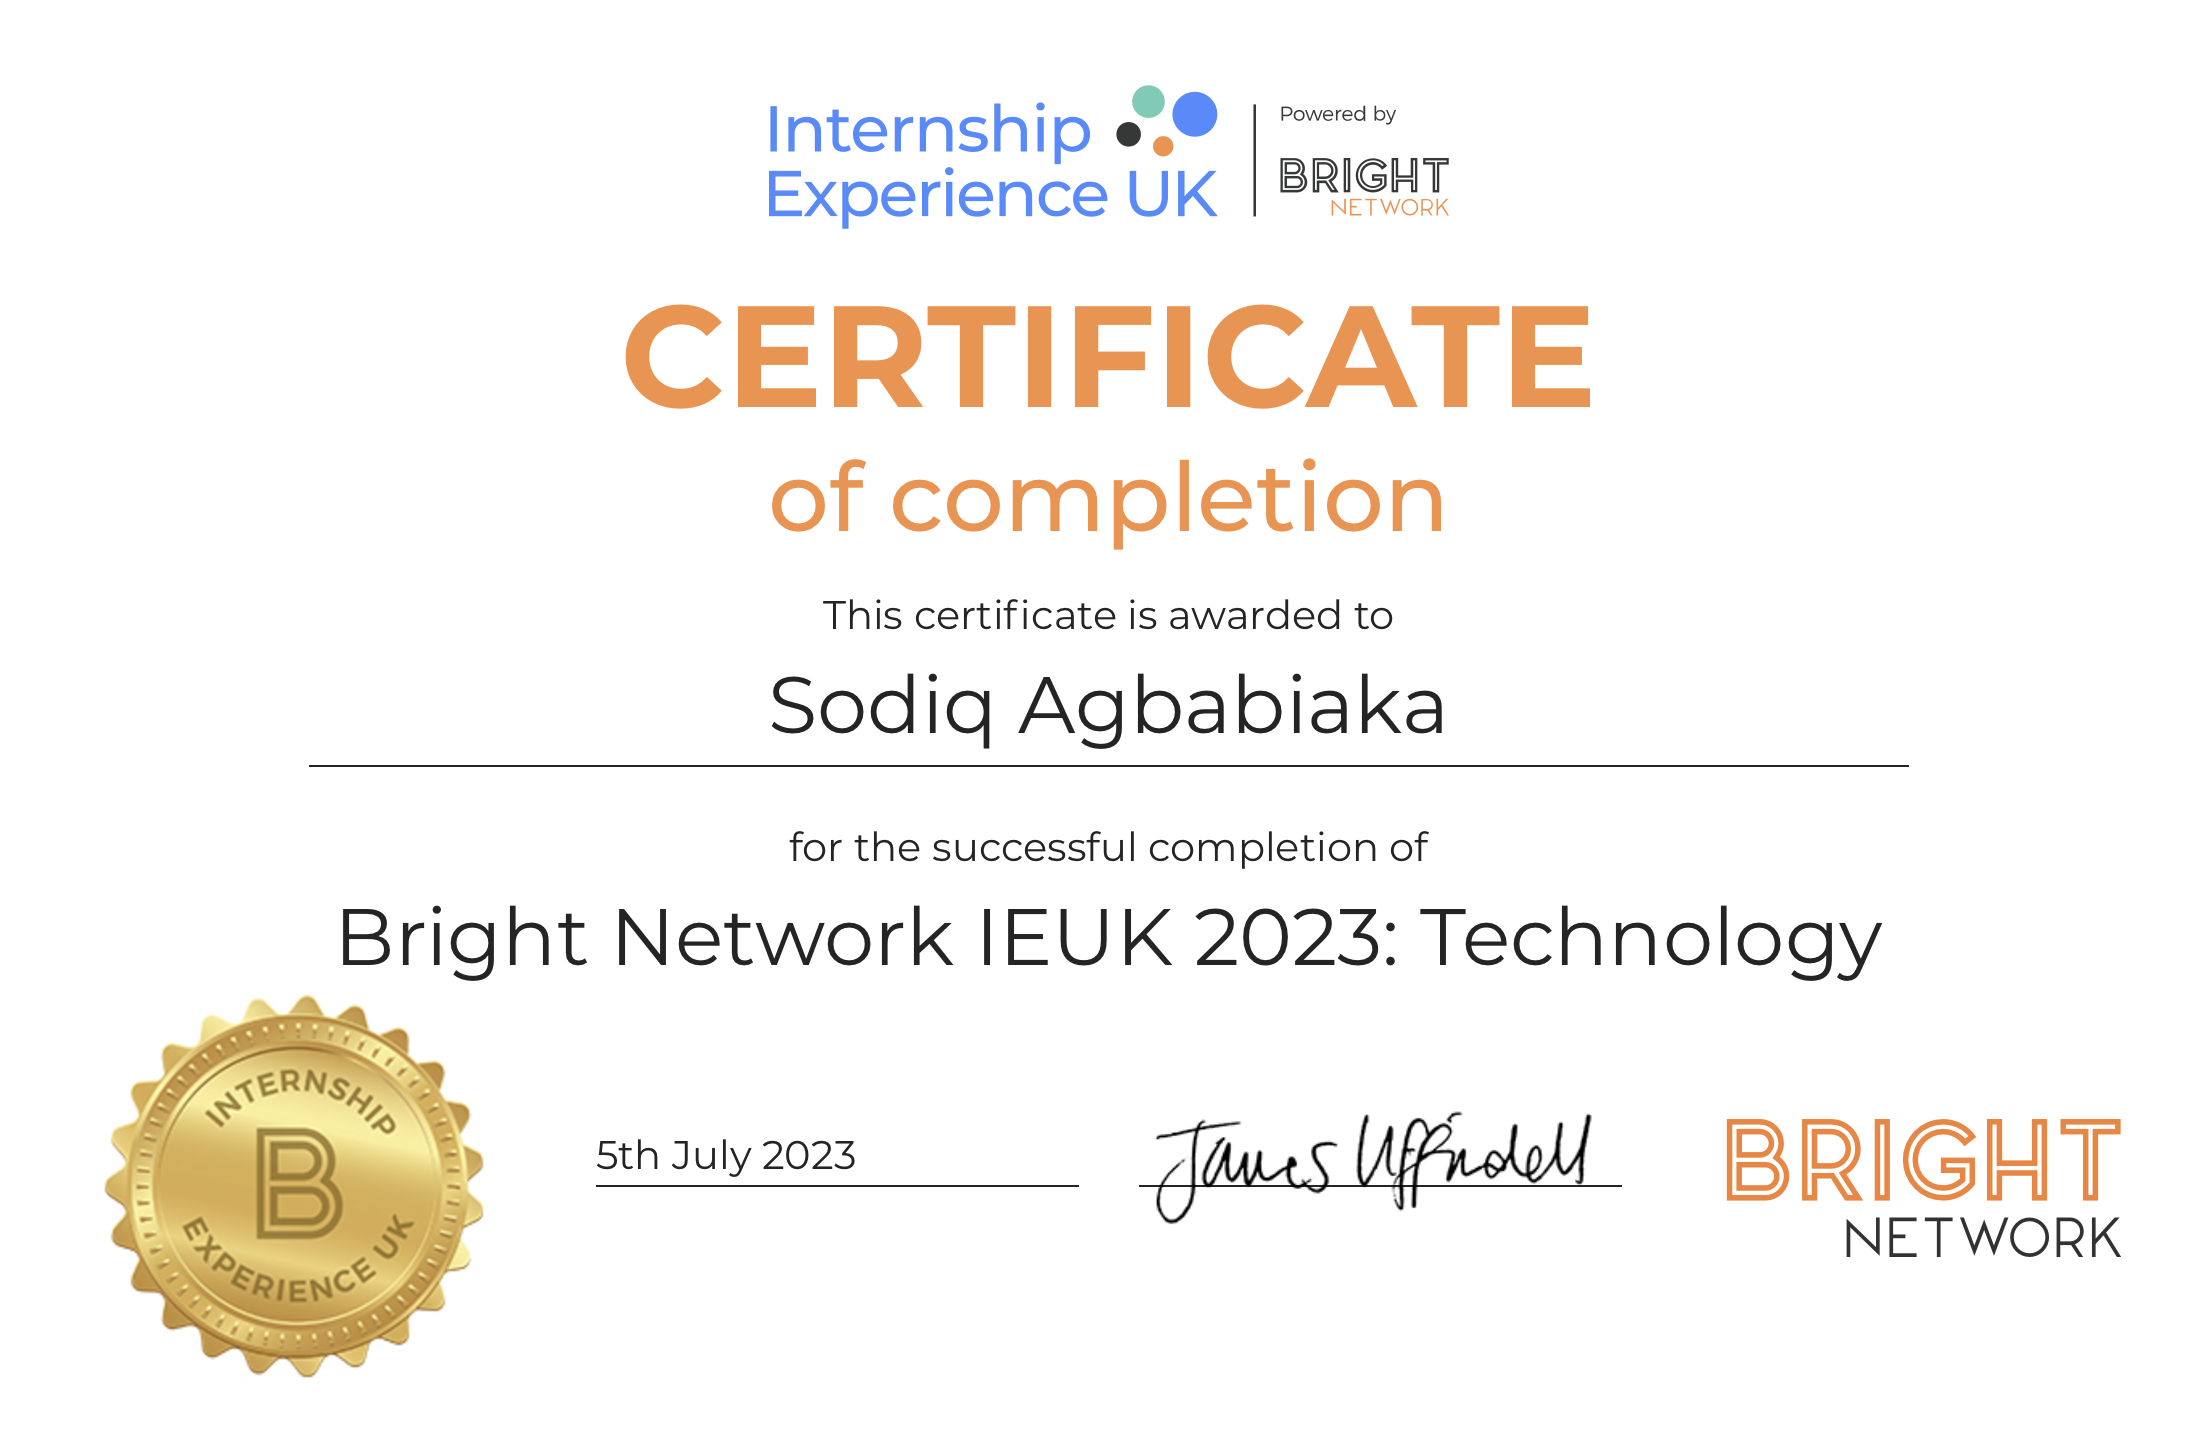 Internship
Experience UK
Powered by
BRIGHT
NETWORK
CERTIFICATE
of completion
This certificate is awarded to
Sodiq Agbabiaka
for the successful completion of
Bright Network IEUK 2023: Technology
INTERNSHIP
B
EXPERIENCE UK
5th July 2023
James Uffindell
BRIGHT
NETWORK